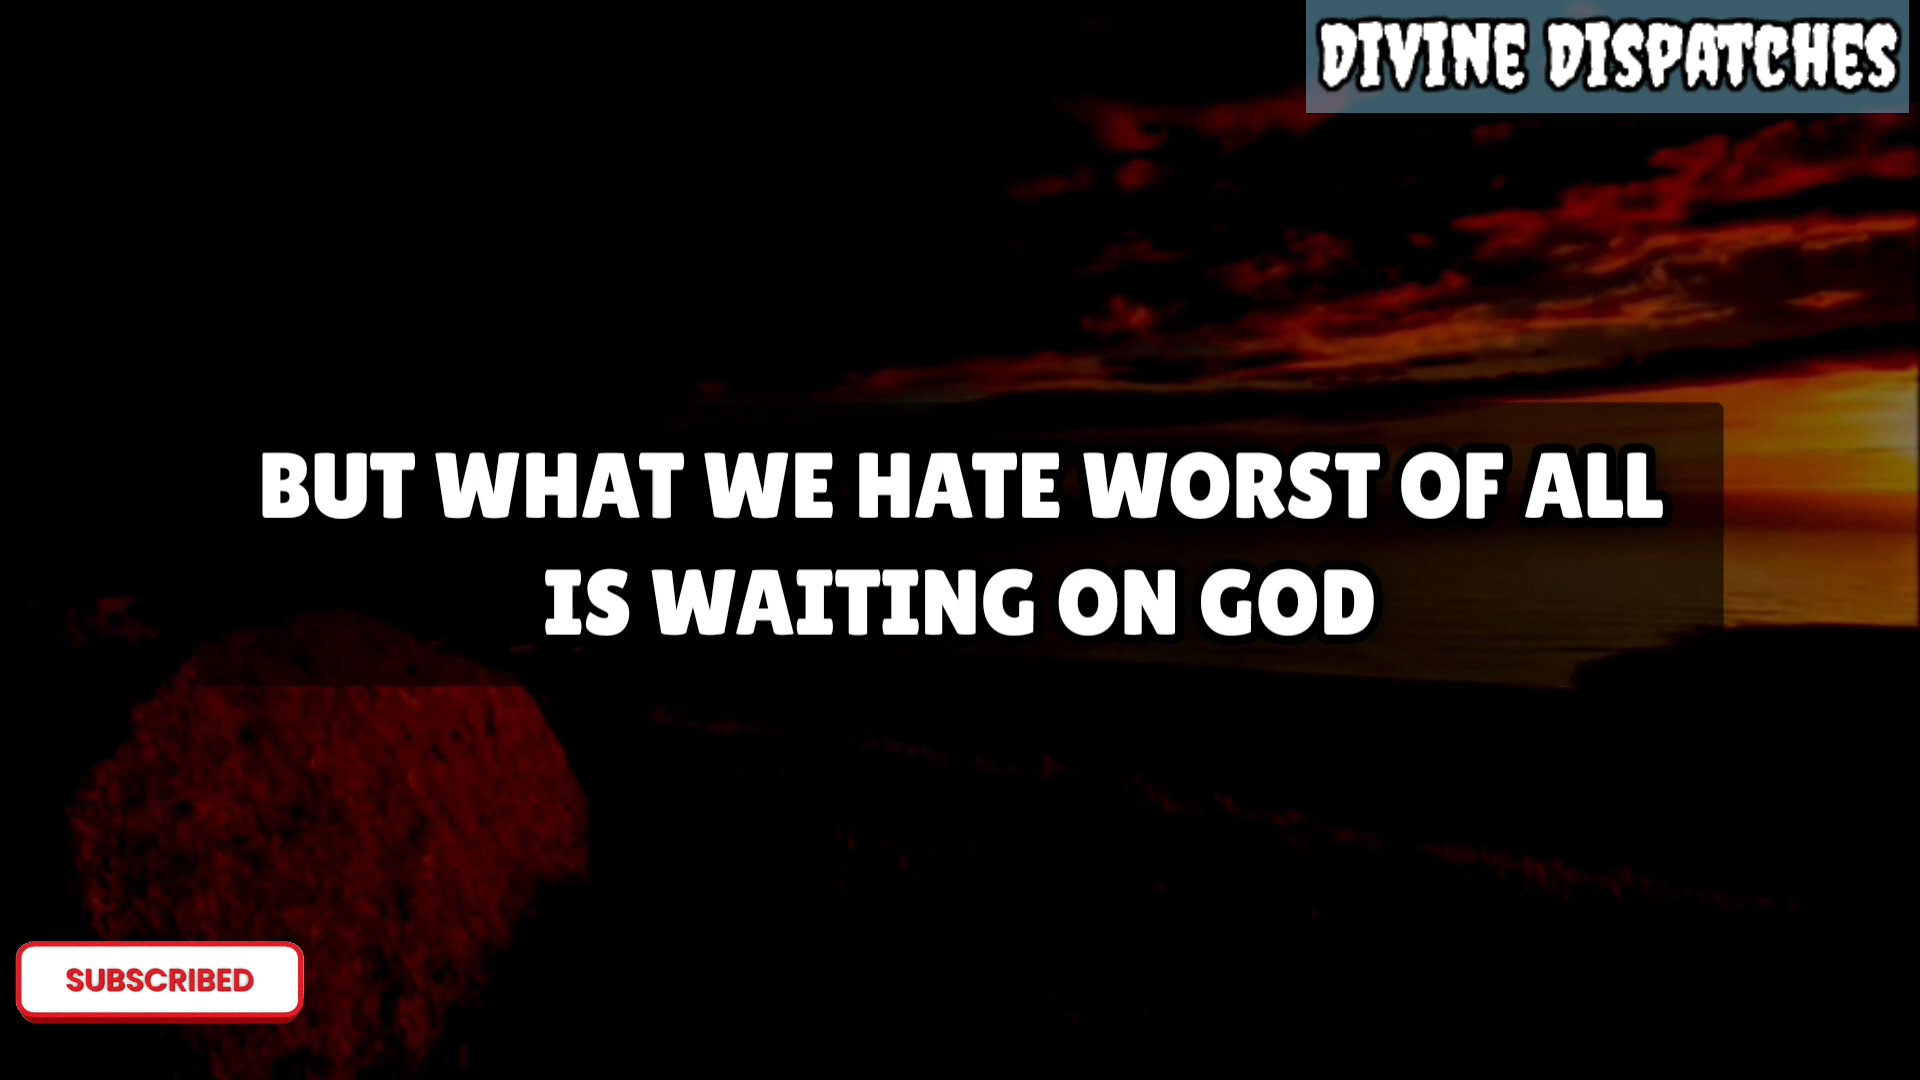 DIVINE DISPATCHES
BUT WHAT WE HATE WORST OF ALL
IS WAITING ON GOD
SUBSCRIBED